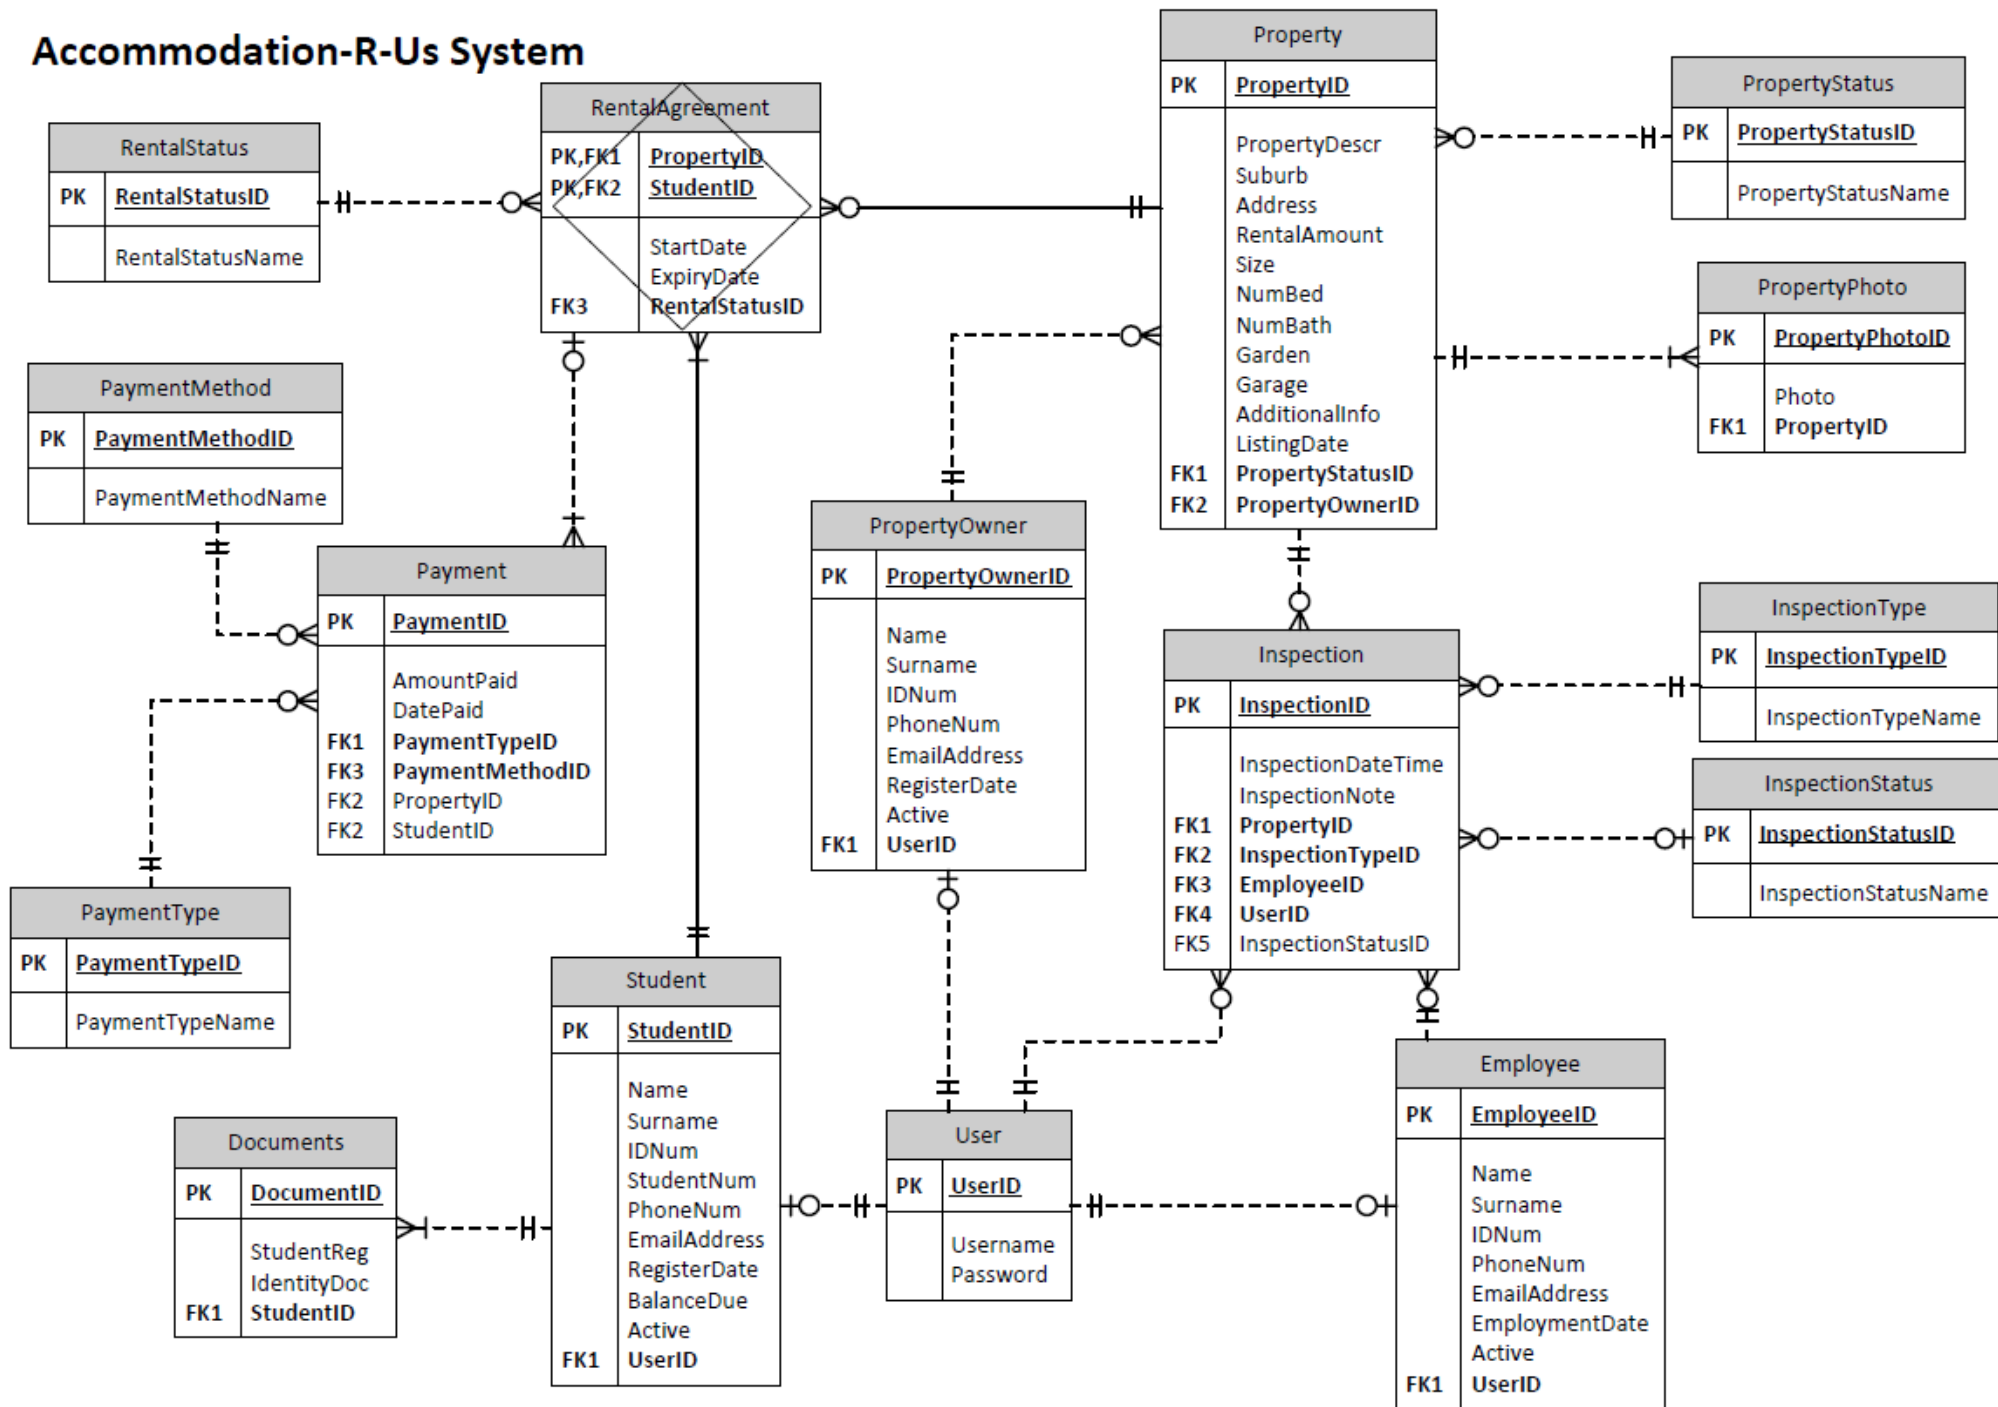 Accommodation-R-Us System
RentalStatus
PK RentalStatusID
RentalStatusName
RentalAgreement
PK,FK1 PropertyID
PK,FK2 StudentID
StartDate
ExpiryDate
FK3 RentalStatusID
Property
PK PropertyID
PropertyDescr
Suburb
Address
RentalAmount
Size
NumBed
NumBath
Garden
Garage
AdditionalInfo
ListingDate
FK1 PropertyStatusID
FK2 PropertyOwnerID
PropertyStatus
PK PropertyStatusID
PropertyStatusName
PropertyPhoto
PK PropertyPhotoID
Photo
FK1 PropertyID
PaymentMethod
PK PaymentMethodID
PaymentMethodName
Payment
PK PaymentID
AmountPaid
DatePaid
FK1 PaymentTypeID
FK3 PaymentMethodID
FK2 PropertyID
FK2 StudentID
PropertyOwner
PK PropertyOwnerID
Name
Surname
IDNum
PhoneNum
EmailAddress
RegisterDate
Active
FK1 UserID
Inspection
PK InspectionID
InspectionDateTime
InspectionNote
FK1 PropertyID
FK2 InspectionTypeID
FK3 EmployeeID
FK4 UserID
FK5 InspectionStatusID
InspectionType
PK InspectionTypeID
InspectionTypeName
InspectionStatus
PK InspectionStatusID
InspectionStatusName
PaymentType
PK PaymentTypeID
PaymentTypeName
Student
PK StudentID
Name
Surname
IDNum
StudentNum
PhoneNum
EmailAddress
RegisterDate
BalanceDue
Active
FK1 UserID
Documents
PK DocumentID
StudentReg
IdentityDoc
FK1 StudentID
User
PK UserID
Username
Password
Employee
PK EmployeeID
Name
Surname
IDNum
PhoneNum
EmailAddress
EmploymentDate
Active
FK1 UserID